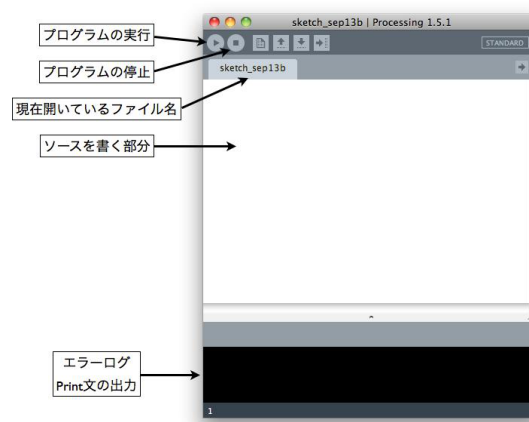 sketch_sep13b | Processing 1.5.1
プログラムの実行
STANDARD
プログラムの停止
sketch_sep13b
現在開いているファイル名
ソースを書く部分
エラーログ
Print文の出力
1